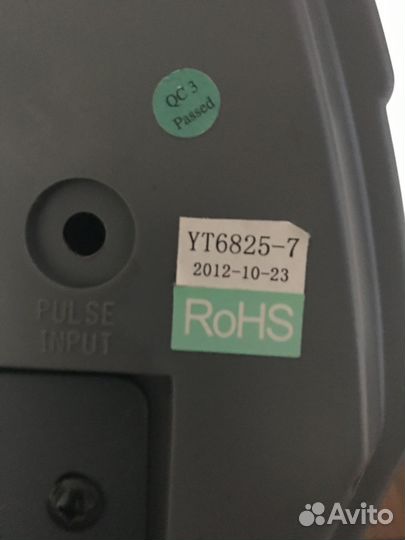 QC 3
Passed
YT6825-7
2012-10-23
RoHS
PULSE
INPUT
Avito